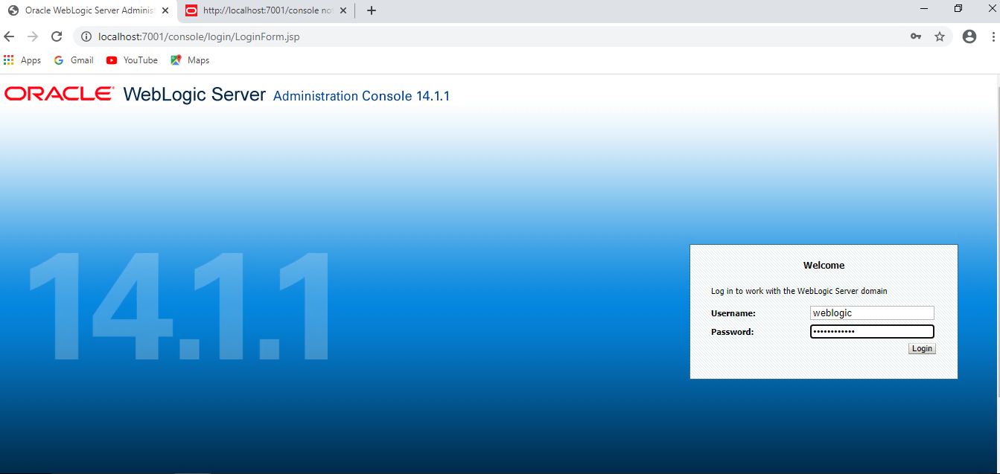 Oracle WebLogic Server Administ
http://localhost:7001/console no
localhost:7001/console/login/LoginForm.jsp
Apps
Gmail
YouTube
Maps
ORACLE WebLogic Server Administration Console 14.1.1
14.1.1
Welcome
Log in to work with the WebLogic Server domain
Username: weblogic
Password: ••••••••••••
Login